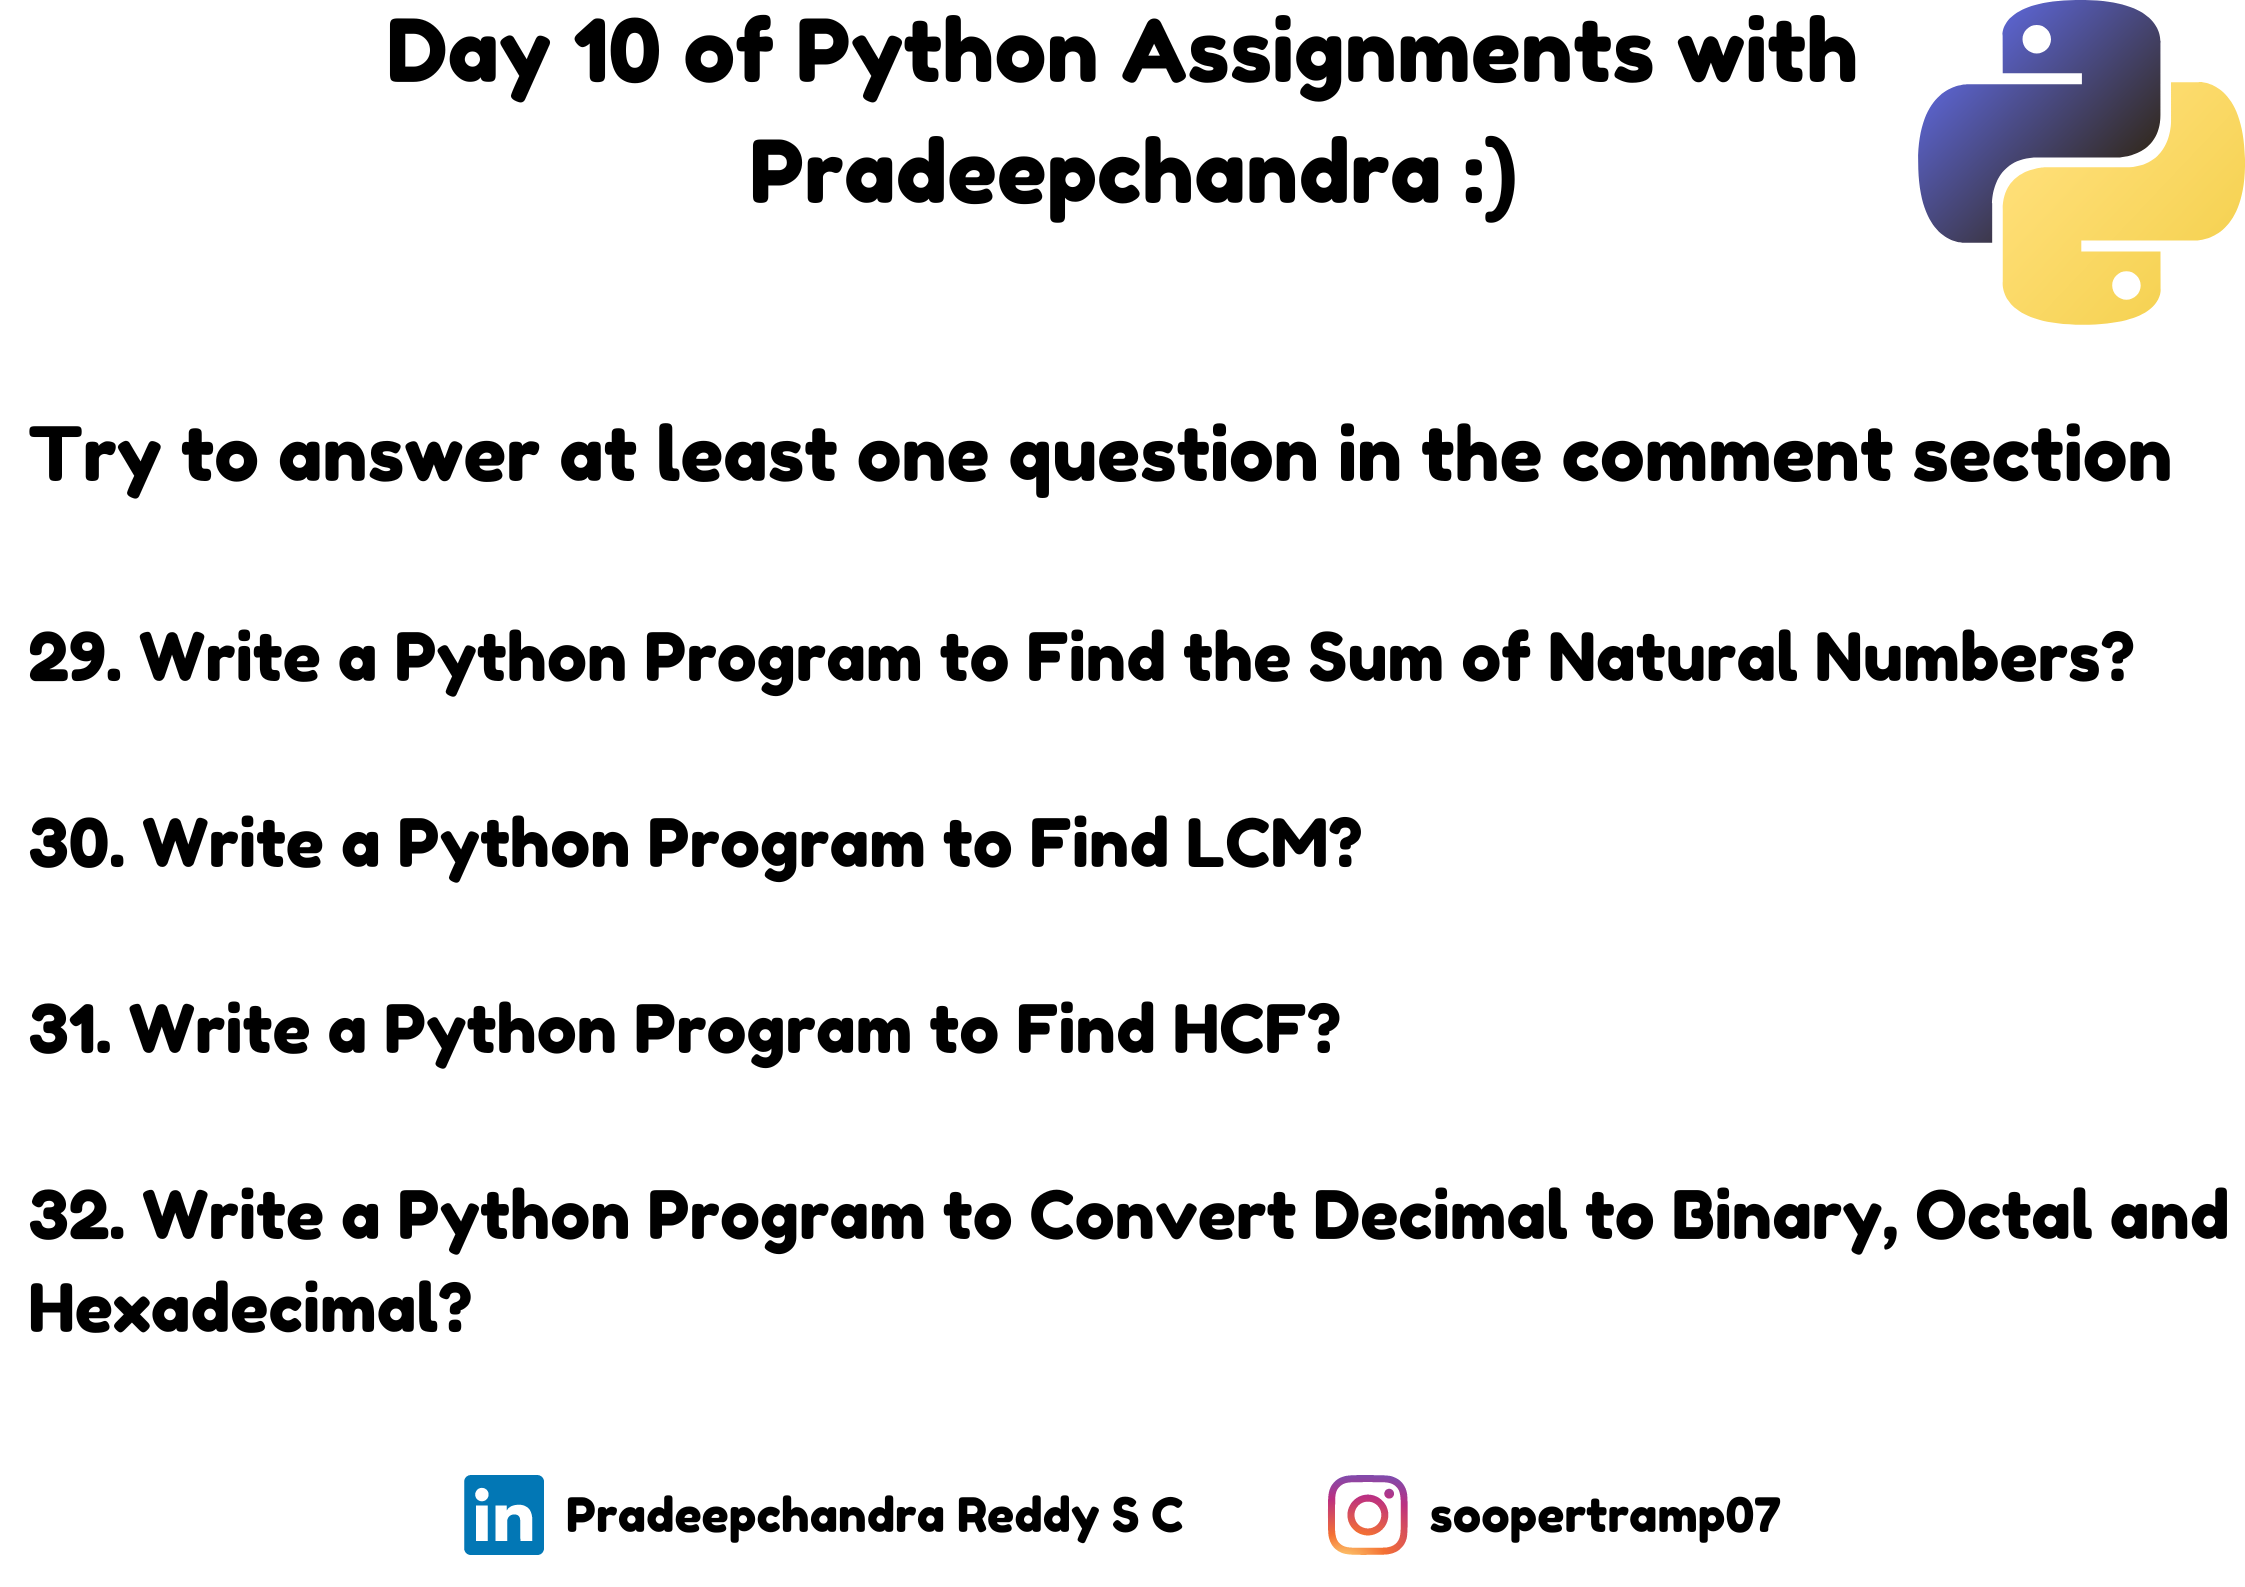 Day 10 of Python Assignments with
Pradeepchandra :)
Try to answer at least one question in the comment section
29. Write a Python Program to Find the Sum of Natural Numbers?
30. Write a Python Program to Find LCM?
31. Write a Python Program to Find HCF?
32. Write a Python Program to Convert Decimal to Binary, Octal and
Hexadecimal?
in Pradeepchandra Reddy S C soopertramp07